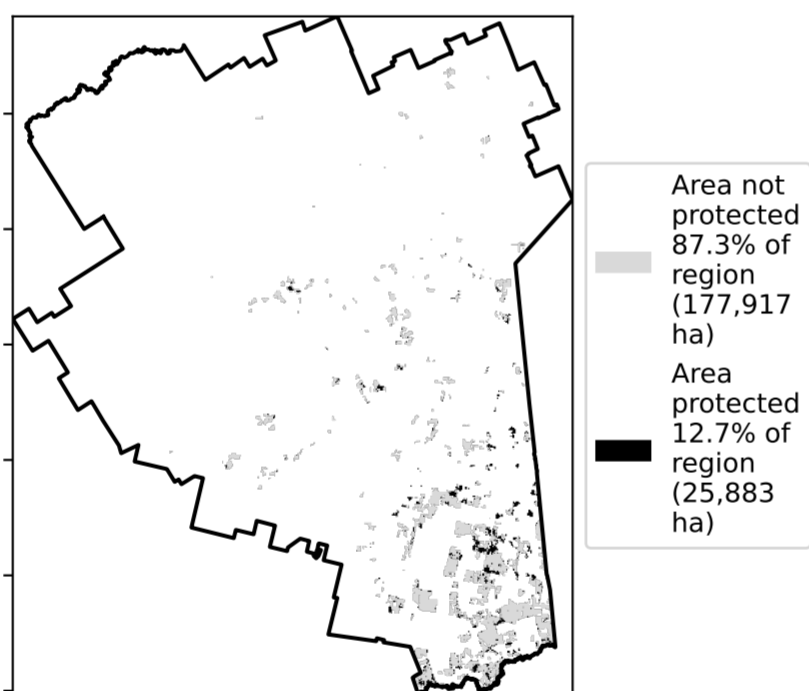 Area not
protected
87.3% of
region
(177,917
ha)
Area
protected
12.7% of
region
(25,883
ha)